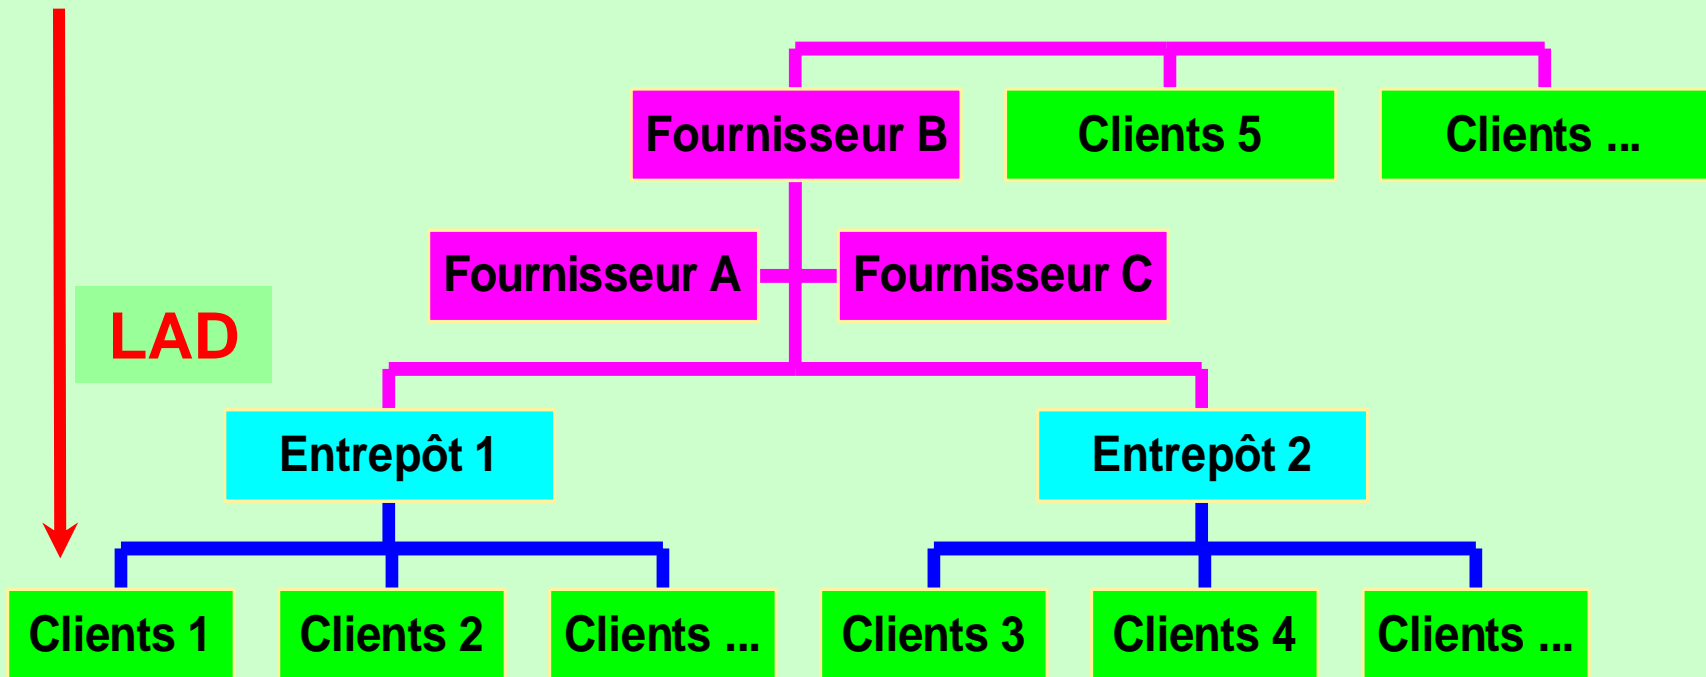 Fournisseur B
Clients 5
Clients ...
Fournisseur A
Fournisseur C
LAD
Entrepôt 1
Entrepôt 2
Clients 1
Clients 2
Clients ...
Clients 3
Clients 4
Clients ...